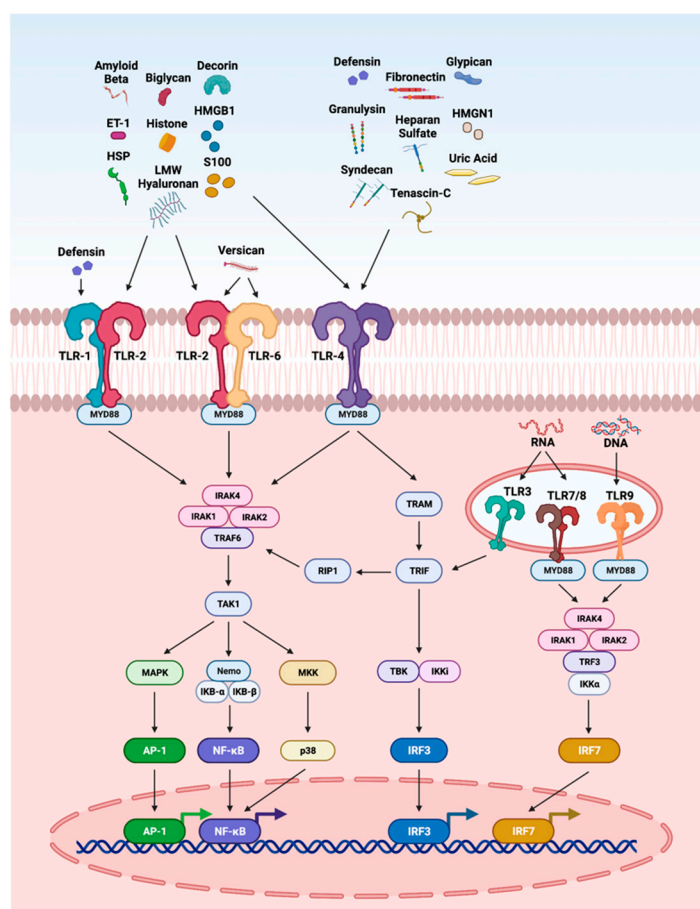 Amyloid
Beta
Biglycan
Decorin
ET-1
Histone
HMGB1
HSP
LMW
Hyaluronan
S100
Defensin
Fibronectin
Glypican
Granulysin
Heparan
Sulfate
HMGN1
Syndecan
Uric Acid
Tenascin-C
Defensin
Versican
TLR-1
TLR-2
TLR-2
TLR-6
TLR-4
MYD88
MYD88
MYD88
RNA
DNA
TLR3
TLR7/8
TLR9
MYD88
MYD88
IRAK4
IRAK1
IRAK2
TRAF6
TRAM
RIP1
TRIF
TAK1
IRAK4
IRAK1
IRAK2
TRF3
IKKα
MAPK
Nemo
IKB-α
IKB-β
MKK
TBK
IKKi
AP-1
NF-κB
p38
IRF3
IRF7
AP-1
NF-κB
IRF3
IRF7